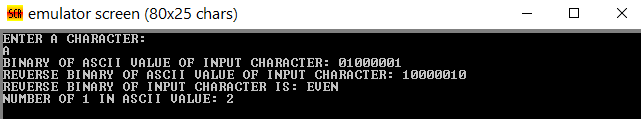 SCR emulator screen (80x25 chars)
ENTER A CHARACTER:
A
BINARY OF ASCII VALUE OF INPUT CHARACTER: 01000001
REVERSE BINARY OF ASCII VALUE OF INPUT CHARACTER: 10000010
REVERSE BINARY OF INPUT CHARACTER IS: EVEN
NUMBER OF 1 IN ASCII VALUE: 2